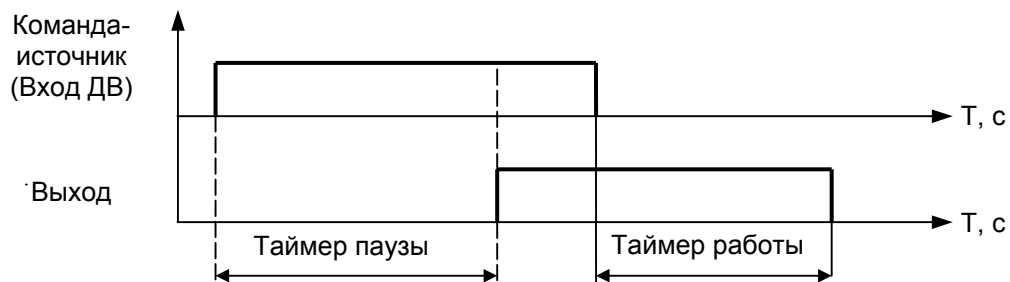 Команда-
источник
(Вход ДВ)
Т, с
Выход
Т, с
Таймер паузы
Таймер работы